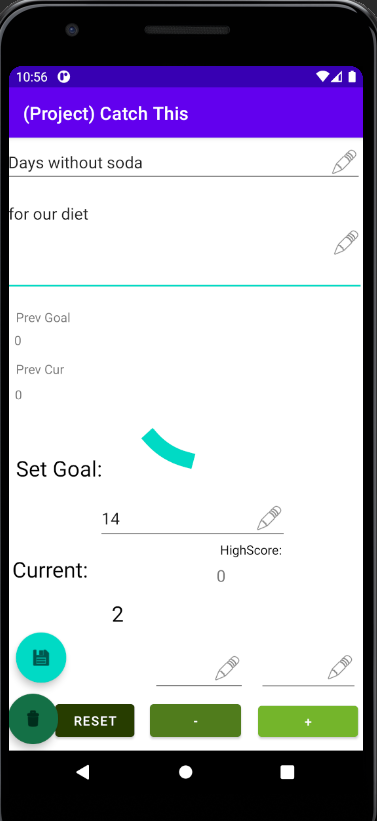 10:56
(Project) Catch This
Days without soda
for our diet
Prev Goal
0
Prev Cur
0
Set Goal:
14
HighScore:
Current:
0
2
RESET - +